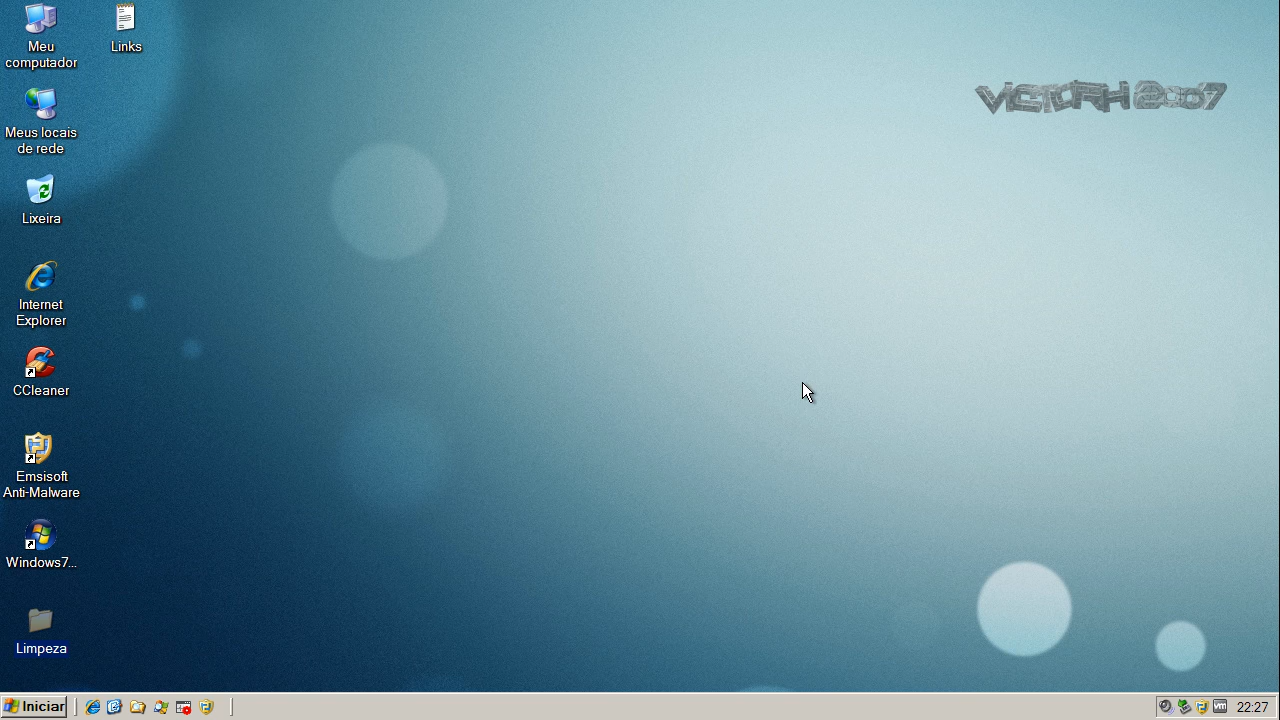 Meu
computador
Links
VICTORH 2007
Meus locais
de rede
Lixeira
Internet
Explorer
CCleaner
Emsisoft
Anti-Malware
Windows7...
Limpeza
Iniciar
22:27